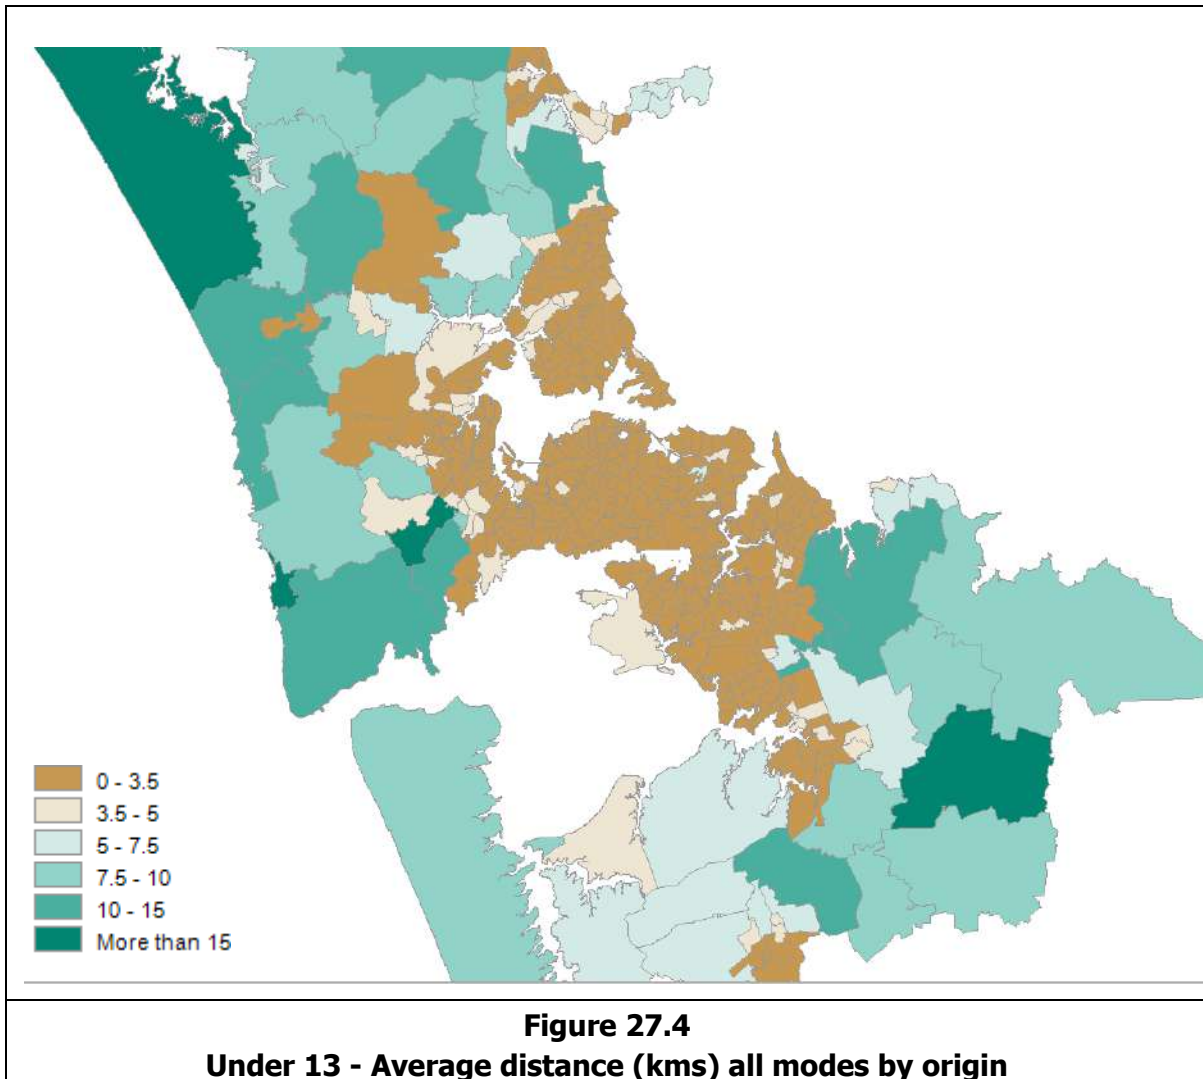 0 - 3.5
3.5 - 5
5 - 7.5
7.5 - 10
10 - 15
More than 15
Figure 27.4
Under 13 - Average distance (kms) all modes by origin